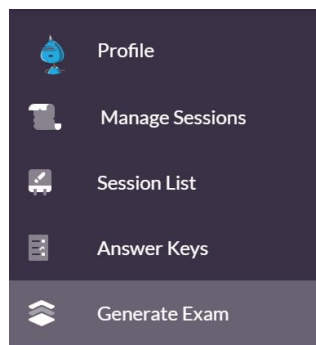 Profile
Manage Sessions
Session List
Answer Keys
Generate Exam